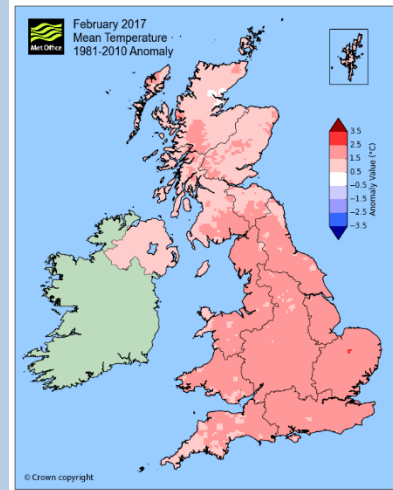 Met Office
February 2017
Mean Temperature
1981-2010 Anomaly
3.5
2.5
1.5
0.5
−0.5
−1.5
−2.5
−3.5
Anomaly Value (°C)
© Crown copyright